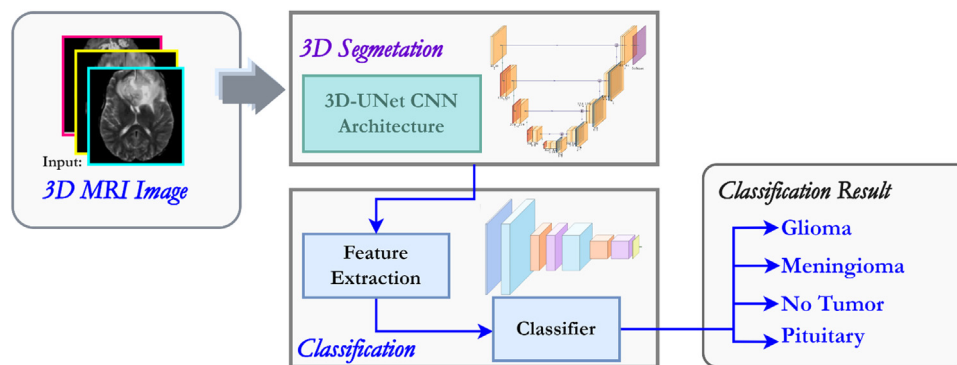 Input:
3D MRI Image
3D Segmetation
3D-UNet CNN
Architecture
Feature
Extraction
Classifier
Classification
Classification Result
Glioma
Meningioma
No Tumor
Pituitary